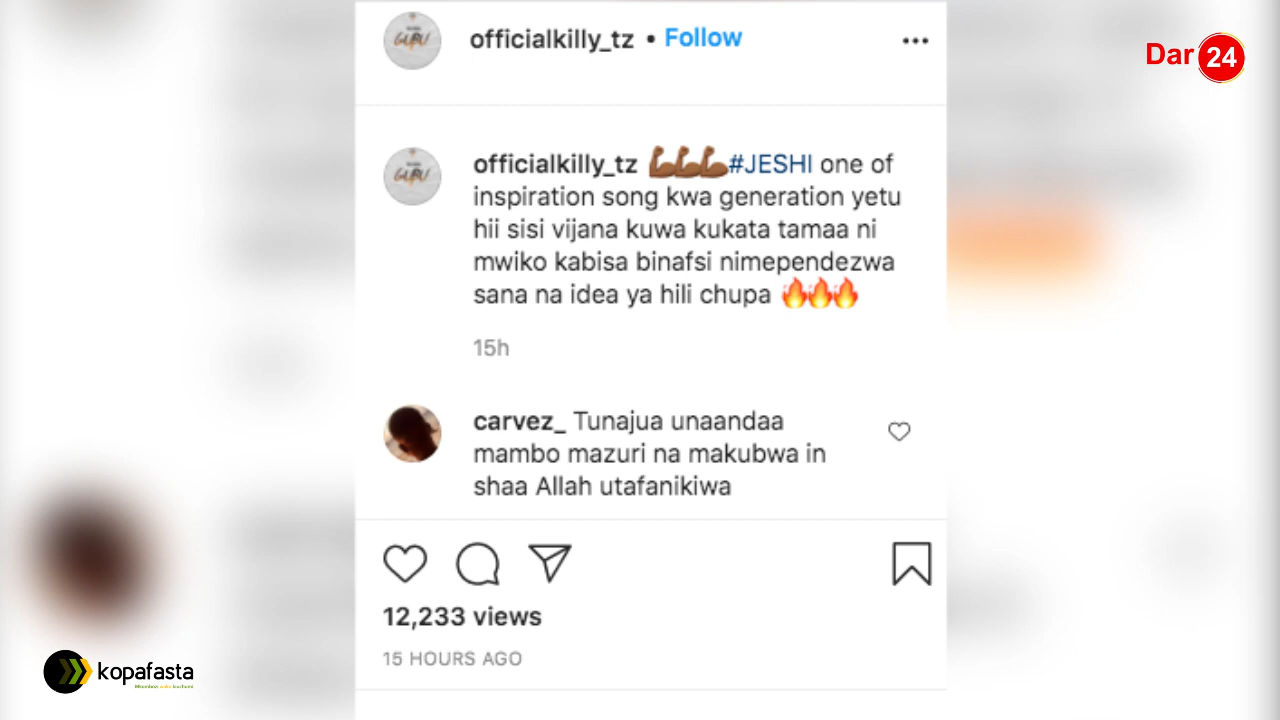 officialkilly_tz • Follow
Dar 24
officialkilly_tz 💪🏾💪🏾💪🏾#JESHI one of
inspiration song kwa generation yetu
hii sisi vijana kuwa kukata tamaa ni
mwiko kabisa binafsi nimependezwa
sana na idea ya hili chupa 🔥🔥🔥
15h
carvez_ Tunajua unaandaa
mambo mazuri na makubwa in
shaa Allah utafanikiwa
12,233 views
15 HOURS AGO
kopafasta